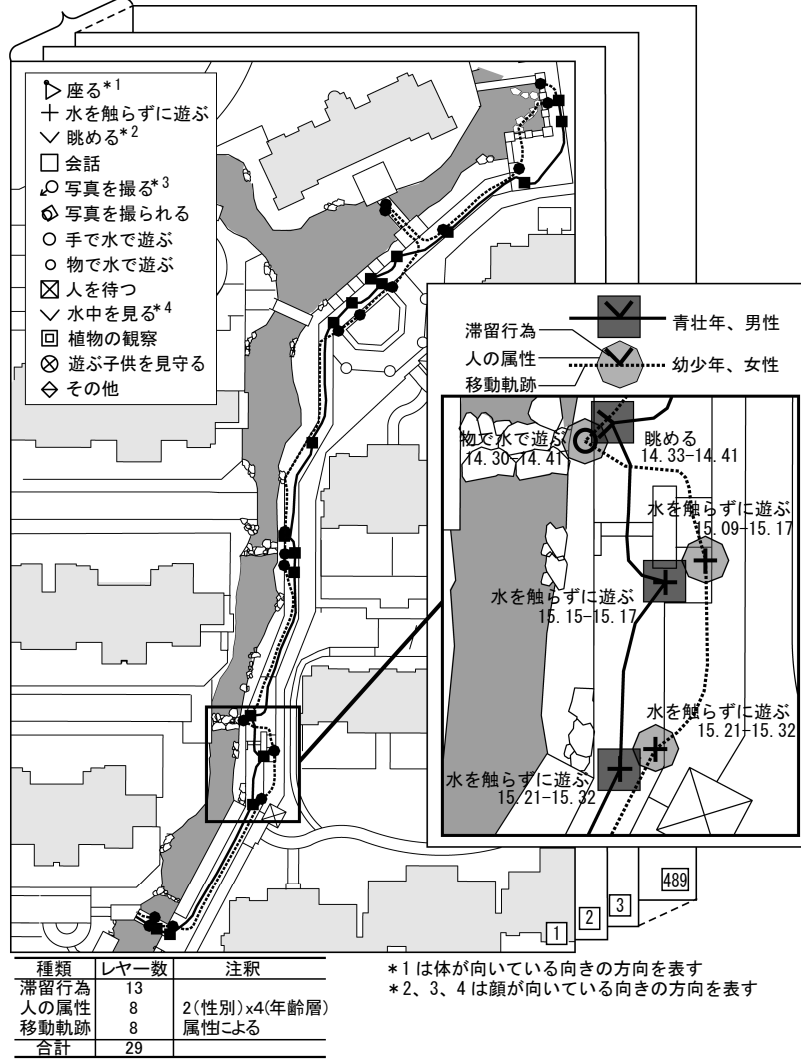 座る*1
水を触らずに遊ぶ
眺める*2
会話
写真を撮る*3
写真を撮られる
手で水で遊ぶ
物で水で遊ぶ
人を待つ
水中を見る*4
植物の観察
遊ぶ子供を見守る
その他
滞留行為
人の属性
移動軌跡
青壮年、男性
幼少年、女性
物で水で遊ぶ
14.30-14.41
眺める
14.33-14.41
水を触らずに遊ぶ
15.09-15.17
水を触らずに遊ぶ
15.15-15.17
水を触らずに遊ぶ
15.21-15.32
水を触らずに遊ぶ
15.21-15.32
1
2
3
489
種類 レヤー数 注釈
滞留行為 13
人の属性 8 2(性別)x4(年齢層)
移動軌跡 8 属性による
合計 29
*1は体が向いている向きの方向を表す
*2、3、4は顔が向いている向きの方向を表す